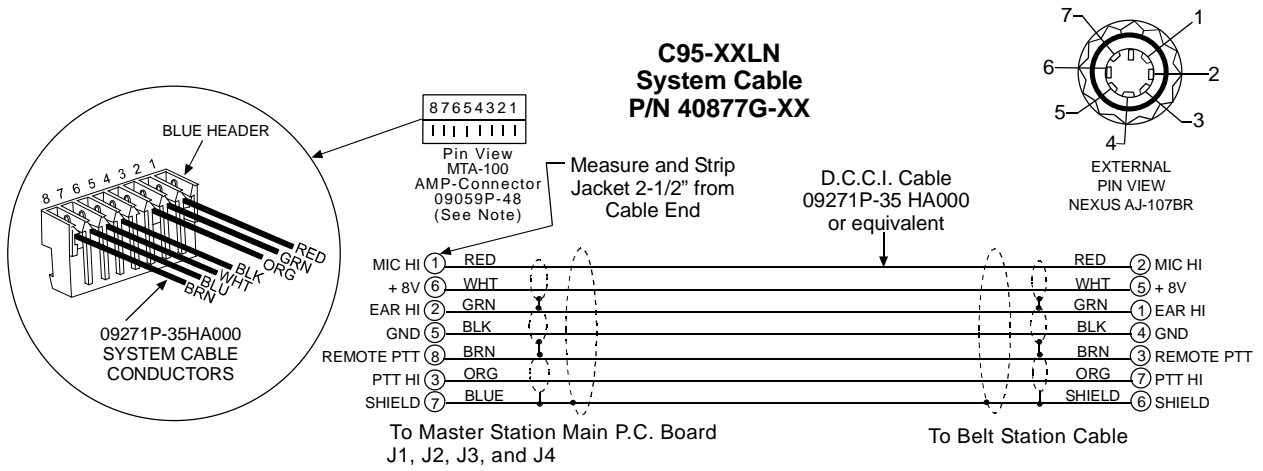 C95-XXLN
System Cable
P/N 40877G-XX
BLUE HEADER
8 7 6 5 4 3 2 1
RED
GRN
ORG
BLK
WHT
BLU
BRN
09271P-35HA000
SYSTEM CABLE
CONDUCTORS
87654321
Pin View
MTA-100
AMP-Connector
09059P-48
(See Note)
Measure and Strip
Jacket 2-1/2” from
Cable End
D.C.C.I. Cable
09271P-35 HA000
or equivalent
7
1
6
2
5
3
4
EXTERNAL
PIN VIEW
NEXUS AJ-107BR
MIC HI 1 RED RED 2 MIC HI
+ 8V 6 WHT WHT 5 + 8V
EAR HI 2 GRN GRN 1 EAR HI
GND 5 BLK BLK 4 GND
REMOTE PTT 8 BRN BRN 3 REMOTE PTT
PTT HI 3 ORG ORG 7 PTT HI
SHIELD 7 BLUE SHIELD 6 SHIELD
To Master Station Main P.C. Board
J1, J2, J3, and J4
To Belt Station Cable